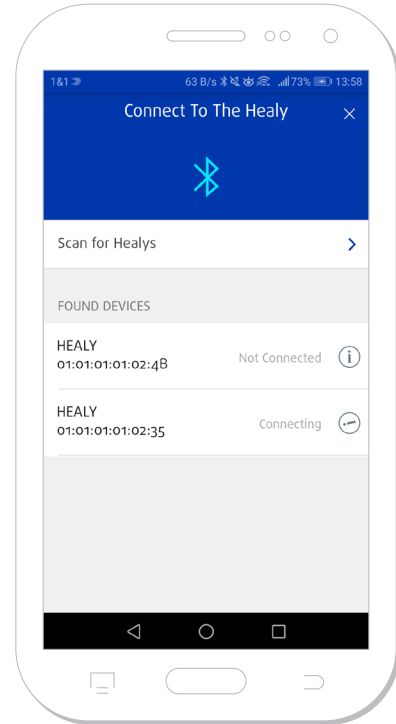 1&1 63 B/s 73% 13:58
Connect To The Healy
Scan for Healys
FOUND DEVICES
HEALY
01:01:01:01:02:4B Not Connected i
HEALY
01:01:01:01:02:35 Connecting